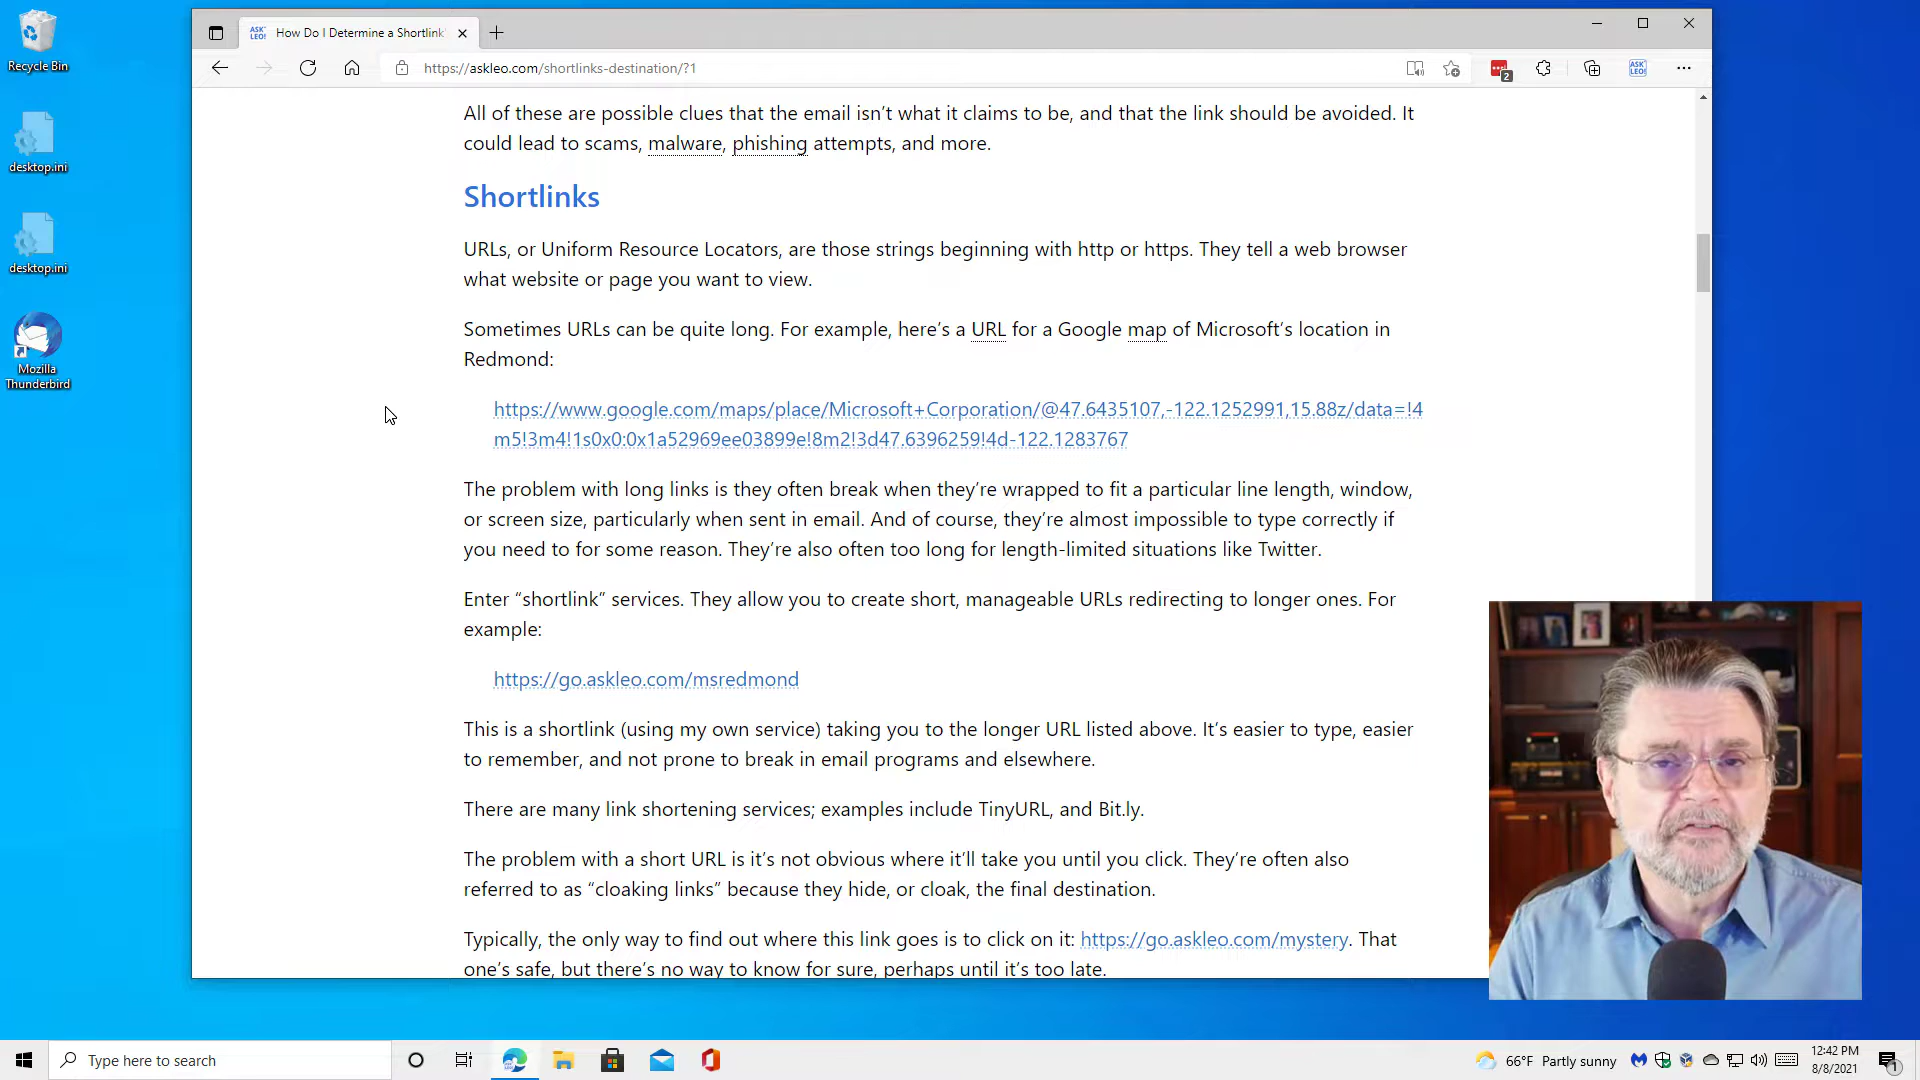 Recycle Bin
desktop.ini
desktop.ini
Mozilla
Thunderbird
ASK
LEO!
How Do I Determine a Shortlink'
https://askleo.com/shortlinks-destination/?1
2
ASK
LEO!
All of these are possible clues that the email isn’t what it claims to be, and that the link should be avoided. It
could lead to scams, malware, phishing attempts, and more.
Shortlinks
URLs, or Uniform Resource Locators, are those strings beginning with http or https. They tell a web browser
what website or page you want to view.
Sometimes URLs can be quite long. For example, here’s a URL for a Google map of Microsoft’s location in
Redmond:
https://www.google.com/maps/place/Microsoft+Corporation/@47.6435107,-122.1252991,15.88z/data=!4
m5!3m4!1s0x0:0x1a52969ee03899e!8m2!3d47.6396259!4d-122.1283767
The problem with long links is they often break when they’re wrapped to fit a particular line length, window,
or screen size, particularly when sent in email. And of course, they’re almost impossible to type correctly if
you need to for some reason. They’re also often too long for length-limited situations like Twitter.
Enter “shortlink” services. They allow you to create short, manageable URLs redirecting to longer ones. For
example:
https://go.askleo.com/msredmond
This is a shortlink (using my own service) taking you to the longer URL listed above. It’s easier to type, easier
to remember, and not prone to break in email programs and elsewhere.
There are many link shortening services; examples include TinyURL, and Bit.ly.
The problem with a short URL is it’s not obvious where it’ll take you until you click. They’re often also
referred to as “cloaking links” because they hide, or cloak, the final destination.
Typically, the only way to find out where this link goes is to click on it: https://go.askleo.com/mystery. That
one’s safe, but there’s no way to know for sure, perhaps until it’s too late.
Type here to search
66°F Partly sunny
12:42 PM
8/8/2021
1